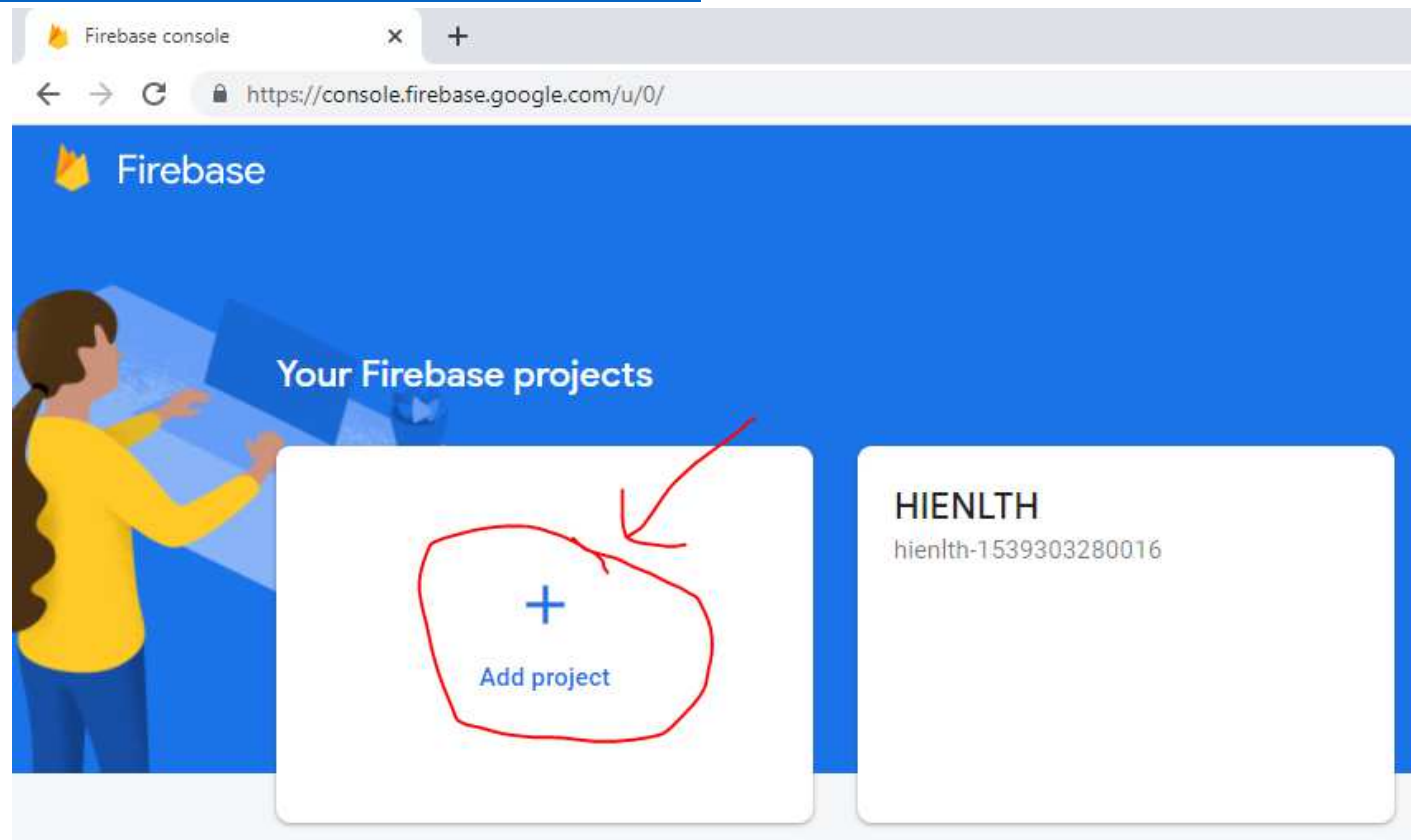 Firebase console
https://console.firebase.google.com/u/0/
Firebase
Your Firebase projects
Add project
HIENLTH
hienlth-1539303280016